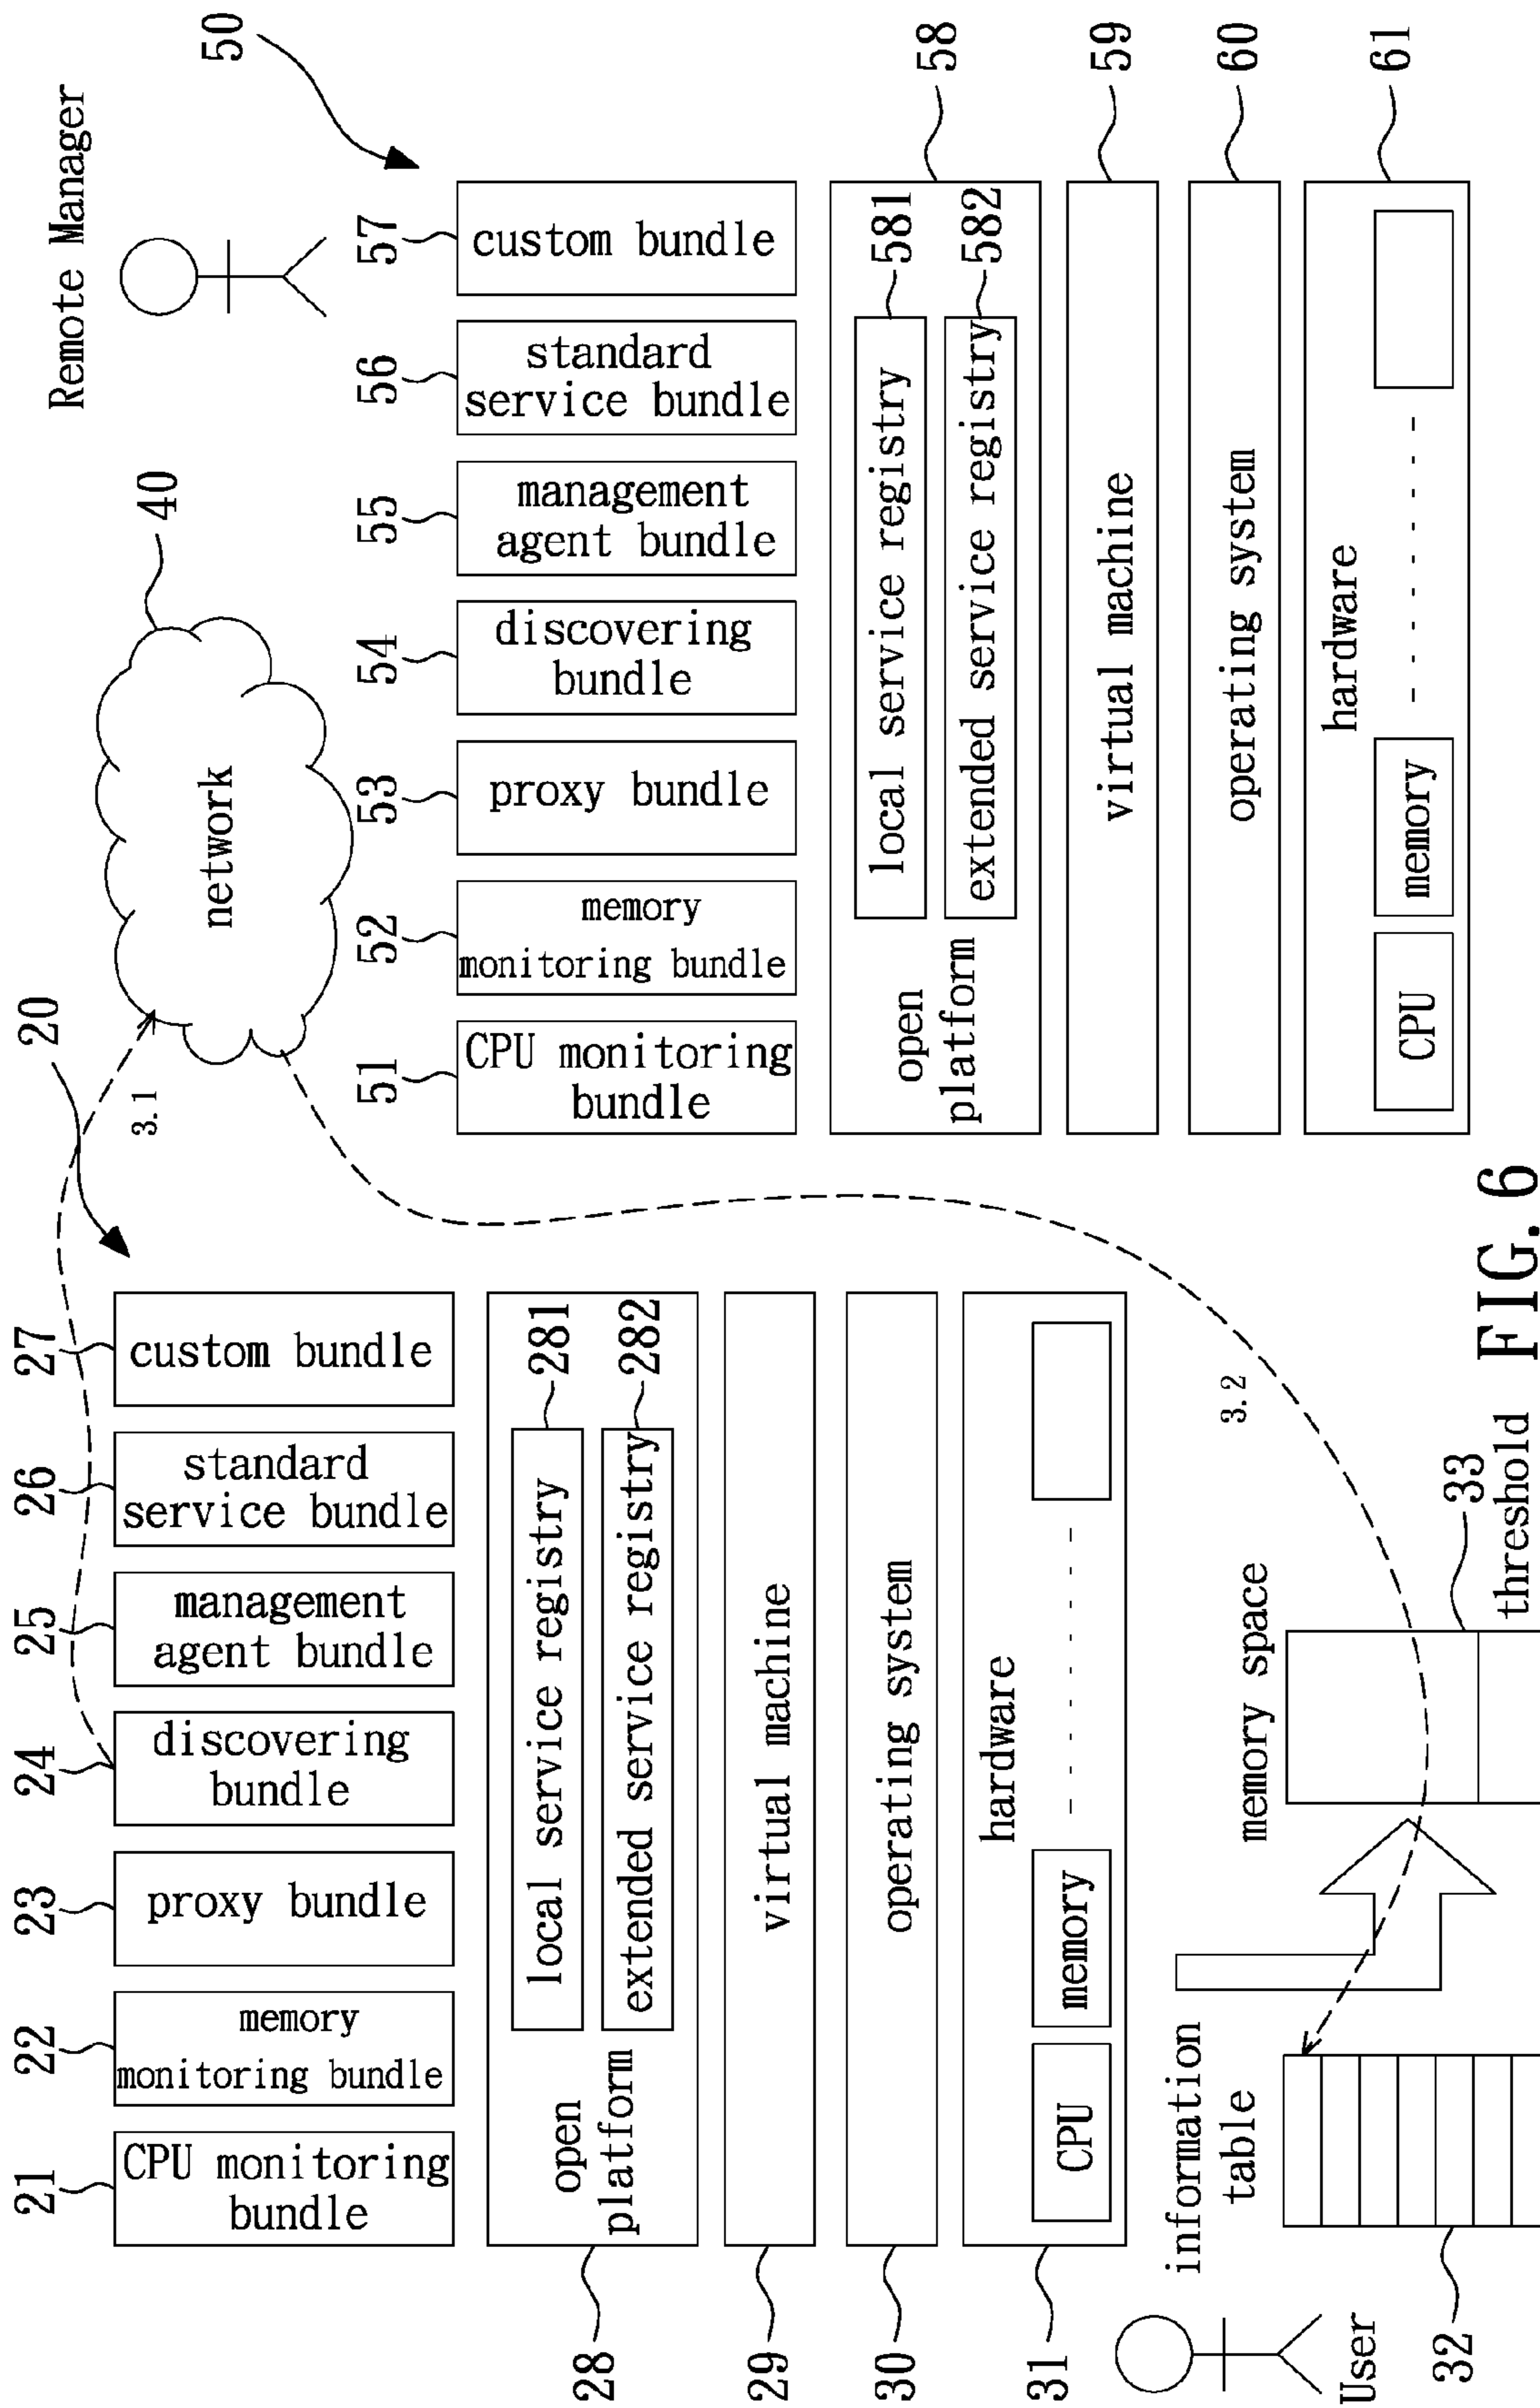 Remote Manager
50
20
40
network
3.1
21
22
23
24
25
26
27
CPU monitoring
bundle
memory
monitoring bundle
proxy bundle
discovering
bundle
management
agent bundle
standard
service bundle
custom bundle
28
open
platform
local service registry
281
extended service registry
282
29
virtual machine
30
operating system
31
hardware
CPU
memory
51
52
53
54
55
56
57
CPU monitoring
bundle
memory
monitoring bundle
proxy bundle
discovering
bundle
management
agent bundle
standard
service bundle
custom bundle
open
platform
local service registry
581
extended service registry
582
58
virtual machine
59
operating system
60
hardware
CPU
memory
61
User
information
table
32
memory space
3.2
33
threshold
FIG. 6